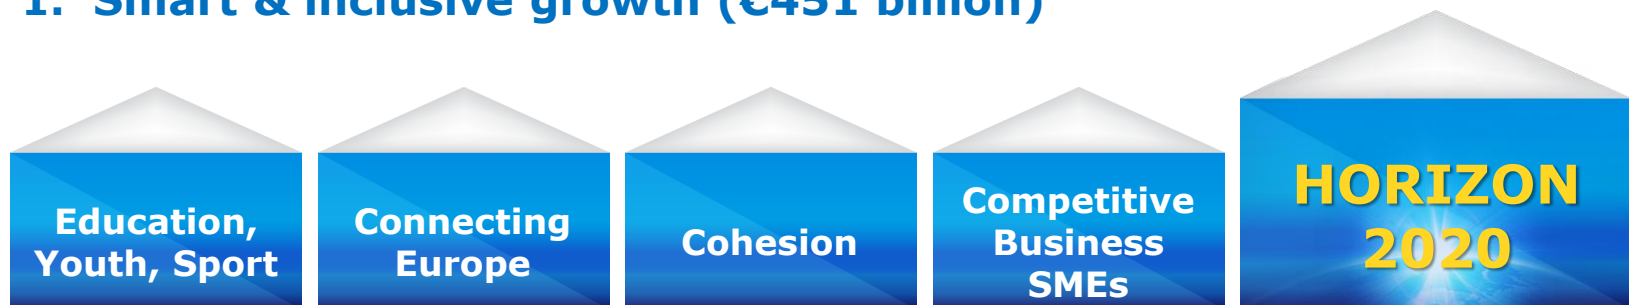 1. Smart & inclusive growth (€451 billion)
Education,
Youth, Sport
Connecting
Europe
Cohesion
Competitive
Business
SMEs
HORIZON
2020